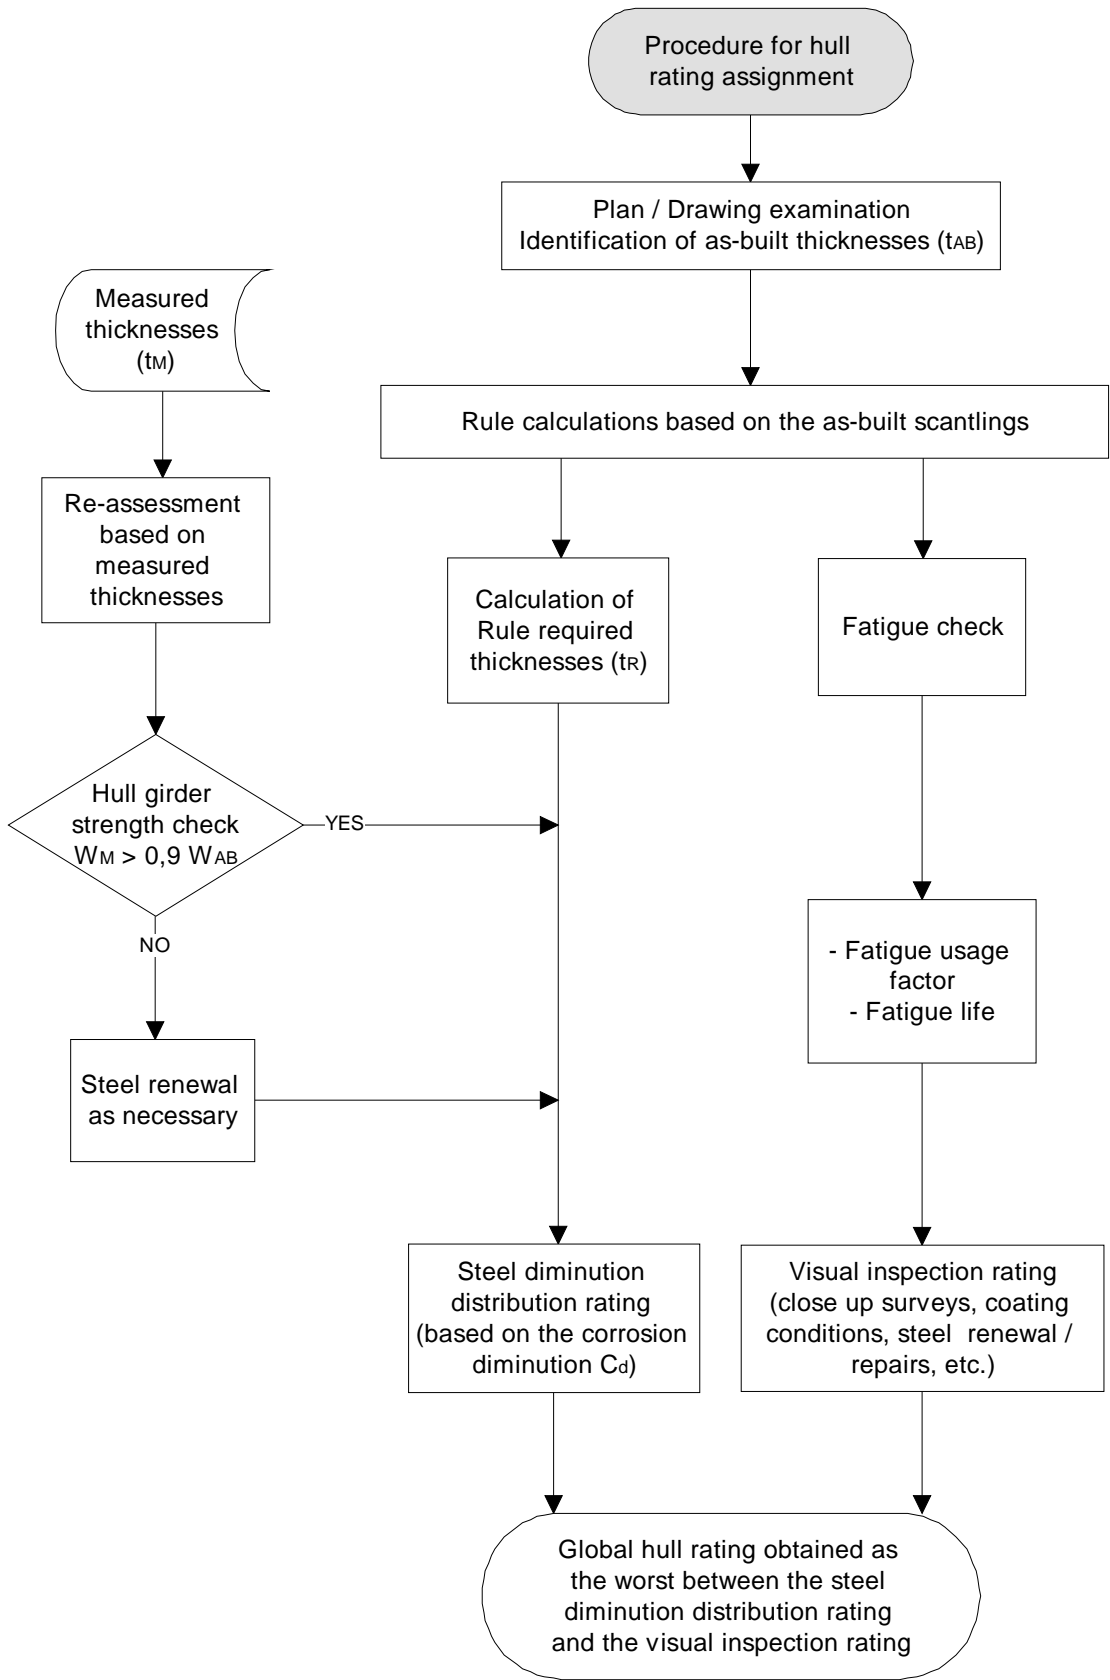 Procedure for hull
rating assignment
Plan / Drawing examination
Identification of as-built thicknesses (tAB)
Measured
thicknesses
(tM)
Rule calculations based on the as-built scantlings
Re-assessment
based on
measured
thicknesses
Calculation of
Rule required
thicknesses (tR)
Fatigue check
Hull girder
strength check
WM > 0,9 WAB
YES
NO
- Fatigue usage
factor
- Fatigue life
Steel renewal
as necessary
Steel diminution
distribution rating
(based on the corrosion
diminution Cd)
Visual inspection rating
(close up surveys, coating
conditions, steel renewal /
repairs, etc.)
Global hull rating obtained as
the worst between the steel
diminution distribution rating
and the visual inspection rating